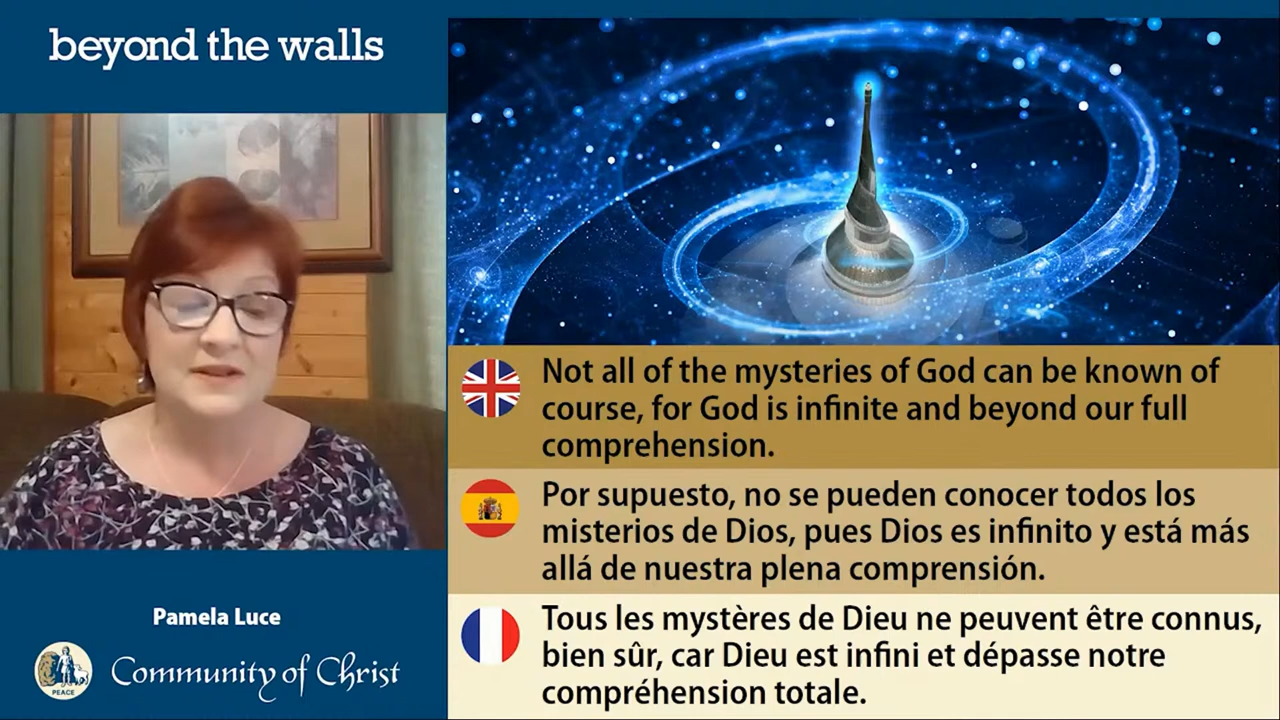 beyond the walls
Not all of the mysteries of God can be known of
course, for God is infinite and beyond our full
comprehension.
Por supuesto, no se pueden conocer todos los
misterios de Dios, pues Dios es infinito y está más
allá de nuestra plena comprensión.
Tous les mystères de Dieu ne peuvent être connus,
bien sûr, car Dieu est infini et dépasse notre
compréhension totale.
Pamela Luce
PEACE
Community of Christ